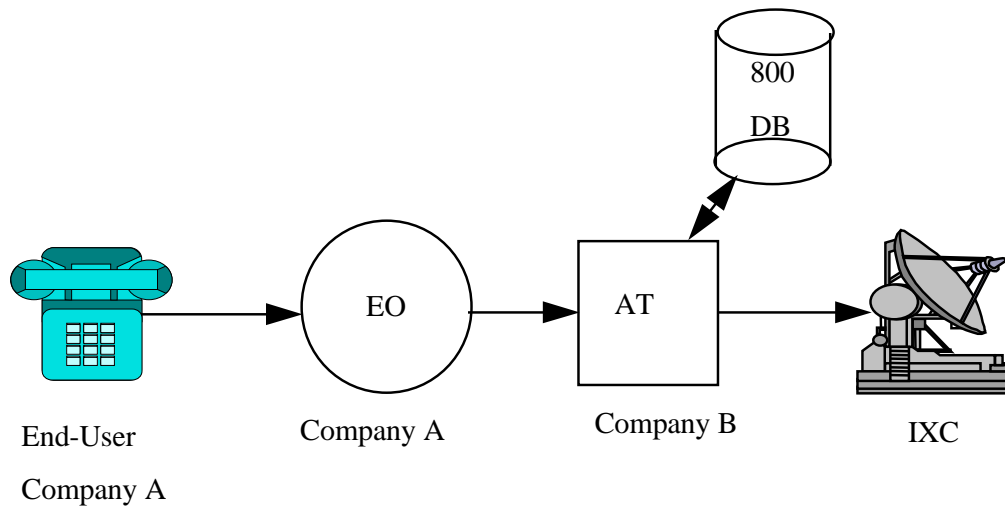 800
DB
EO
AT
End-User
Company A
Company A
Company B
IXC